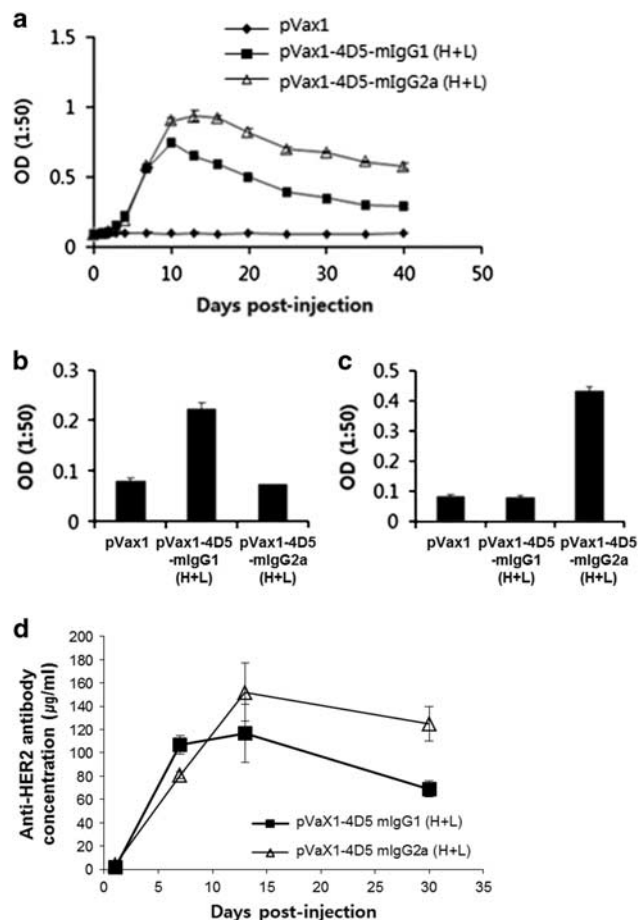 a
pVax1
pVax1-4D5-mIgG1 (H+L)
pVax1-4D5-mIgG2a (H+L)
OD (1:50)
1.5
1
0.5
0
0 10 20 30 40 50
Days post-injection
b
OD (1:50)
0.3
0.2
0.1
0
pVax1 pVax1-4D5 pVax1-4D5
-mIgG1 -mIgG2a
(H+L) (H+L)
c
OD (1:50)
0.5
0.4
0.3
0.2
0.1
0
pVax1 pVax1-4D5 pVax1-4D5
-mIgG1 -mIgG2a
(H+L) (H+L)
d
Anti-HER2 antibody
concentration (µg/ml)
200
180
160
140
120
100
80
60
40
20
0
pVaX1-4D5 mIgG1 (H+L)
pVaX1-4D5 mIgG2a (H+L)
0 5 10 15 20 25 30 35
Days post-injection